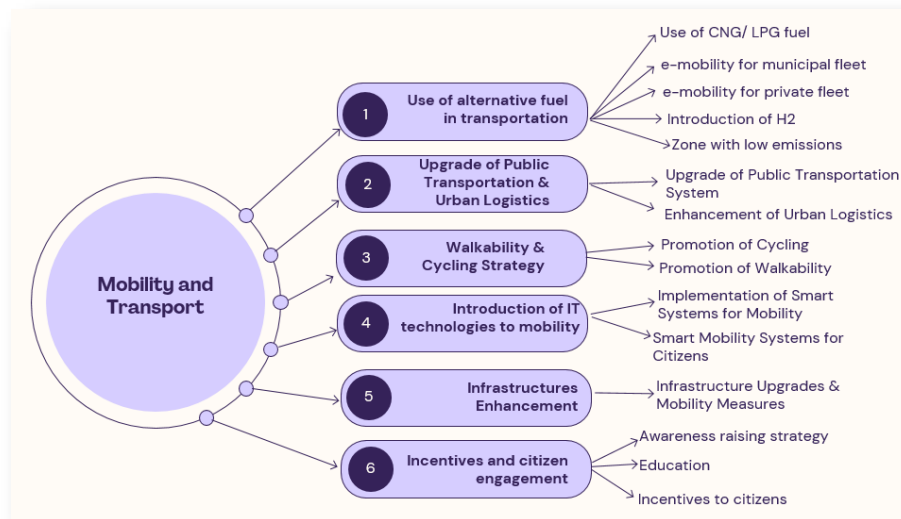 Mobility and
Transport
1
Use of alternative fuel
in transportation
Use of CNG/ LPG fuel
e-mobility for municipal fleet
e-mobility for private fleet
Introduction of H2
Zone with low emissions
2
Upgrade of Public
Transportation &
Urban Logistics
Upgrade of Public Transportation
System
Enhancement of Urban Logistics
3
Walkability &
Cycling Strategy
Promotion of Cycling
Promotion of Walkability
4
Introduction of IT
technologies to mobility
Implementation of Smart
Systems for Mobility
Smart Mobility Systems for
Citizens
5
Infrastructures
Enhancement
Infrastructure Upgrades &
Mobility Measures
6
Incentives and citizen
engagement
Awareness raising strategy
Education
Incentives to citizens